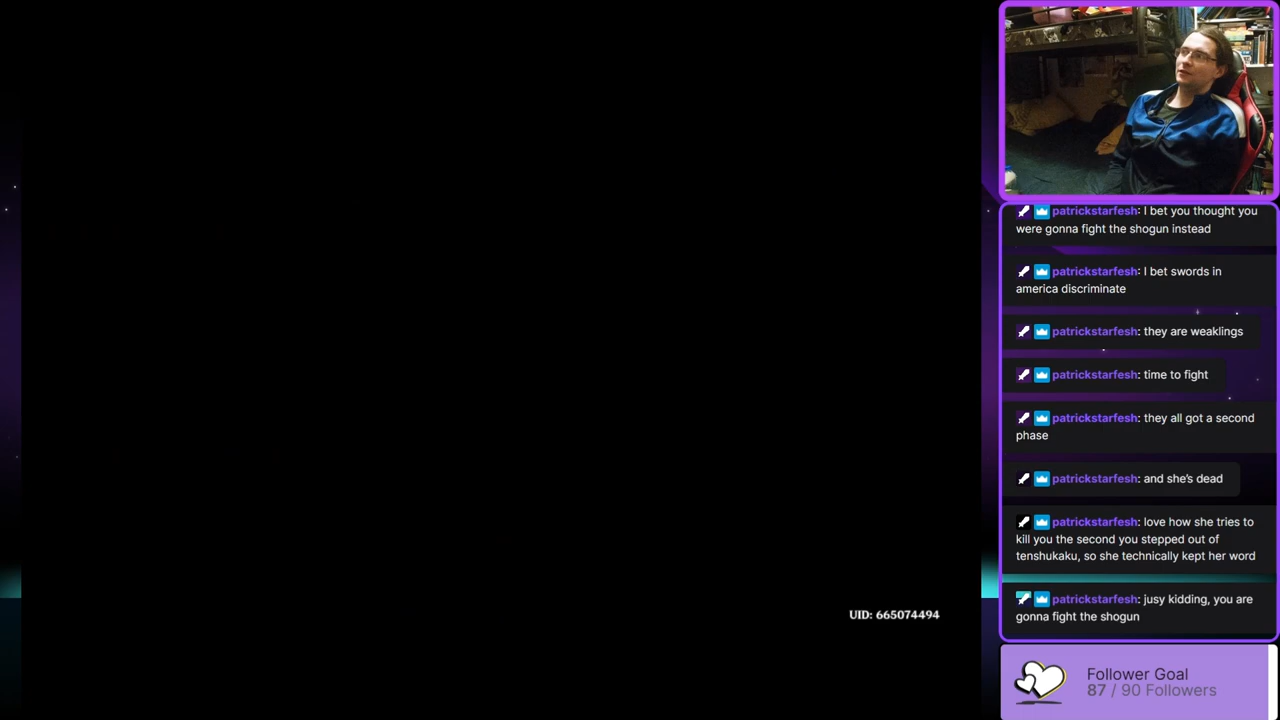 patrickstarfesh: I bet you thought you
were gonna fight the shogun instead
patrickstarfesh: I bet swords in
america discriminate
patrickstarfesh: they are weaklings
patrickstarfesh: time to fight
patrickstarfesh: they all got a second
phase
patrickstarfesh: and she's dead
patrickstarfesh: love how she tries to
kill you the second you stepped out of
tenshukaku, so she technically kept her word
patrickstarfesh: jusy kidding, you are
gonna fight the shogun
UID: 665074494
Follower Goal
87 / 90 Followers